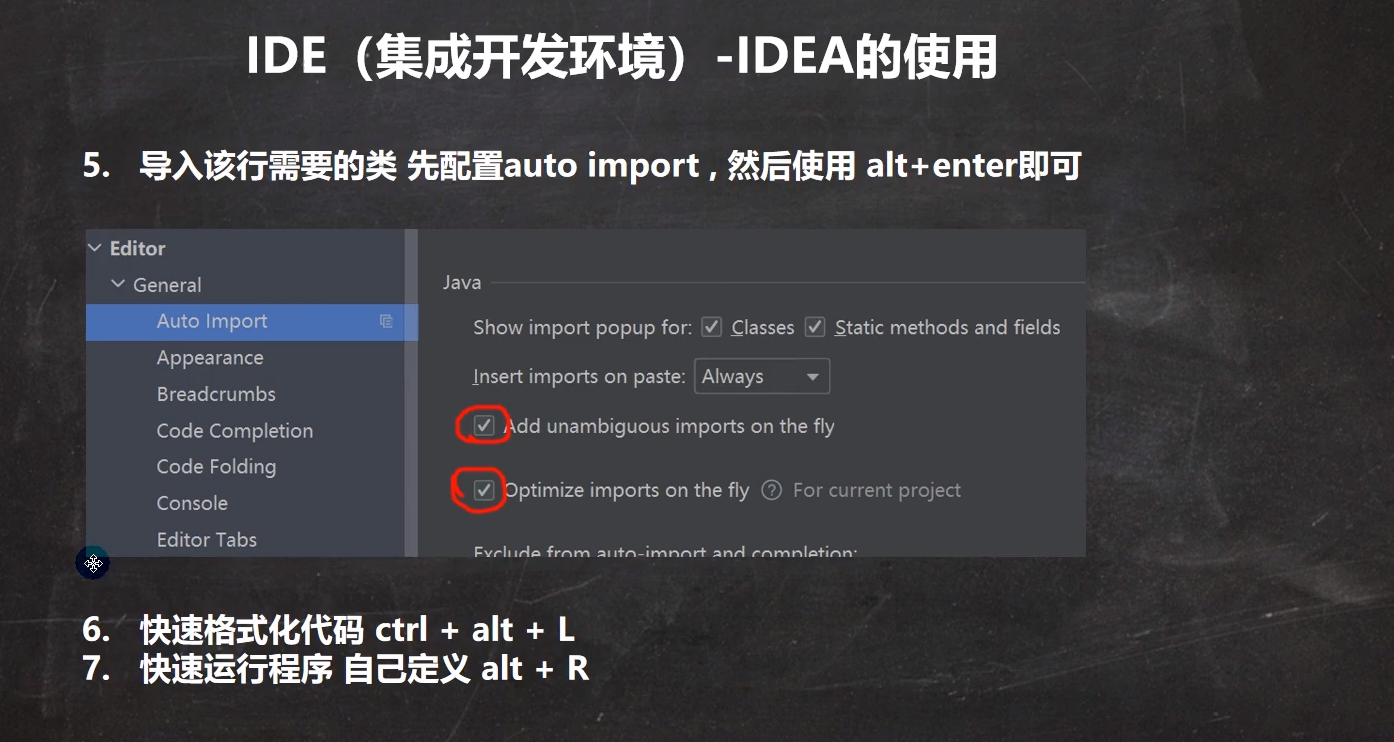 IDE（集成开发环境）-IDEA的使用
5. 导入该行需要的类 先配置auto import , 然后使用 alt+enter即可
Editor
General
Auto Import
Appearance
Breadcrumbs
Code Completion
Code Folding
Console
Editor Tabs
Java
Show import popup for: Classes Static methods and fields
Insert imports on paste: Always
Add unambiguous imports on the fly
Optimize imports on the fly ? For current project
Exclude from auto-import and completion:
6. 快速格式化代码 ctrl + alt + L
7. 快速运行程序 自己定义 alt + R